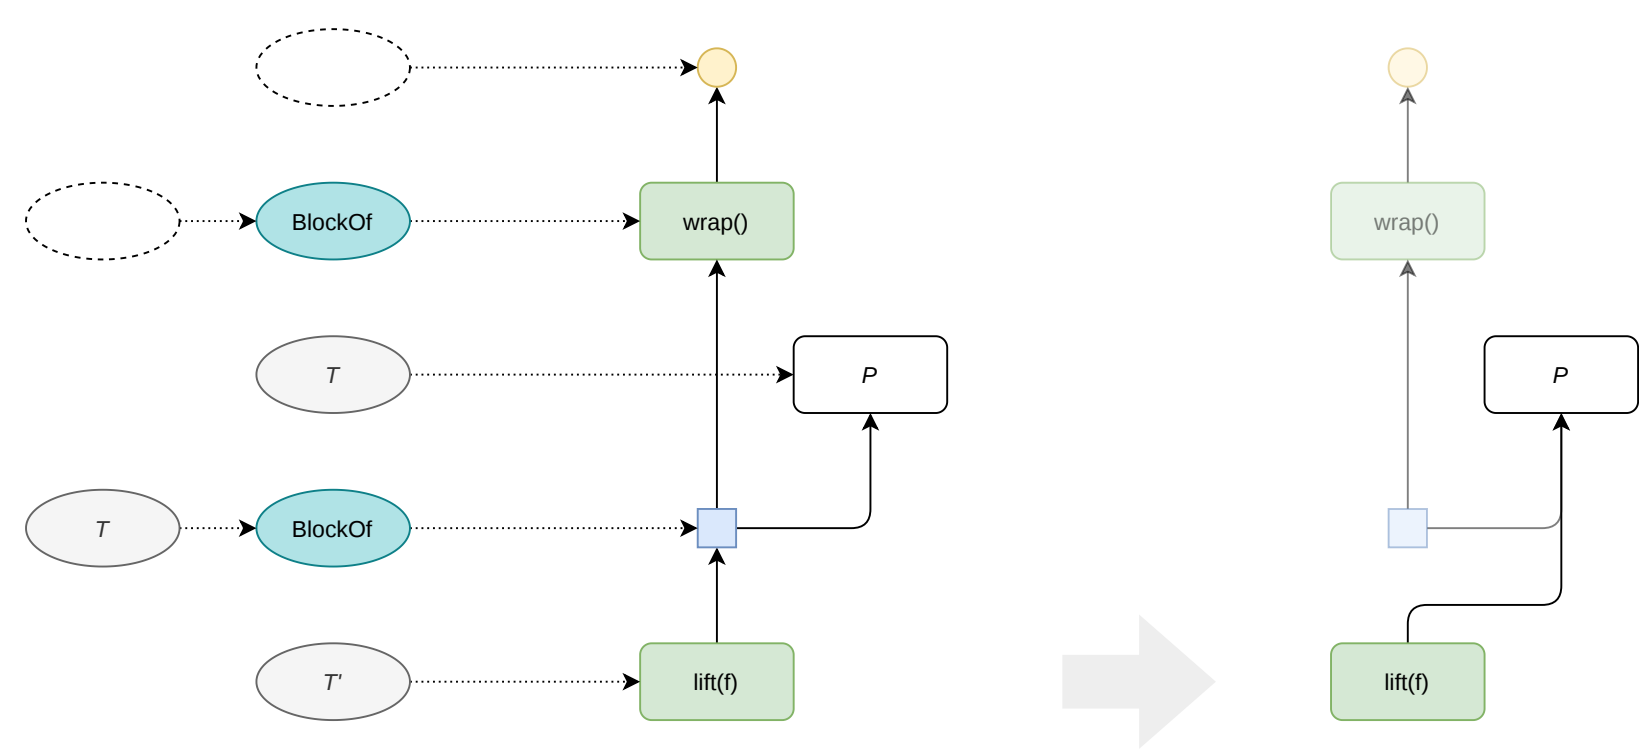 BlockOf
wrap()
wrap()
T
P
P
T
BlockOf
T'
lift(f)
lift(f)